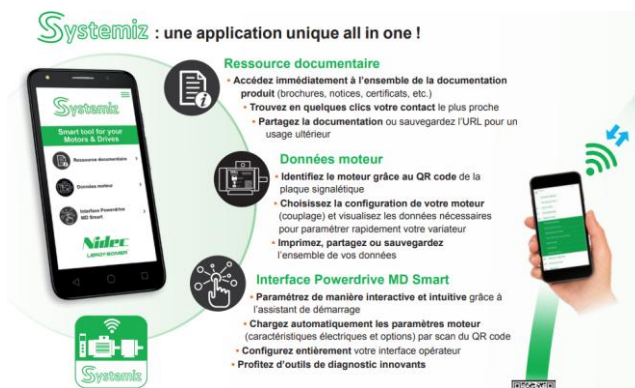 Systemiz : une application unique all in one !
Ressource documentaire
• Accédez immédiatement à l'ensemble de la documentation
produit (brochures, notices, certificats, etc.)
• Trouvez en quelques clics votre contact le plus proche
• Partagez la documentation ou sauvegardez l'URL pour un
usage ultérieur
Données moteur
• Identifiez le moteur grâce au QR code de la
plaque signalétique
• Choisissez la configuration de votre moteur
(couplage) et visualisez les données nécessaires
pour paramétrer rapidement votre variateur
• Imprimez, partagez ou sauvegardez
l'ensemble de vos données
Interface Powerdrive MD Smart
• Paramétrez de manière interactive et intuitive grâce à
l'assistant de démarrage
• Chargez automatiquement les paramètres moteur
(caractéristiques électriques et options) par scan du QR code
• Configurez entièrement votre interface opérateur
• Profitez d'outils de diagnostic innovants
Systemiz
Smart tool for your
Motors & Drives
Ressource documentaire
Données moteur
Interface Powerdrive
MD Smart
Nidec
LEROY-SOMER
Systemiz